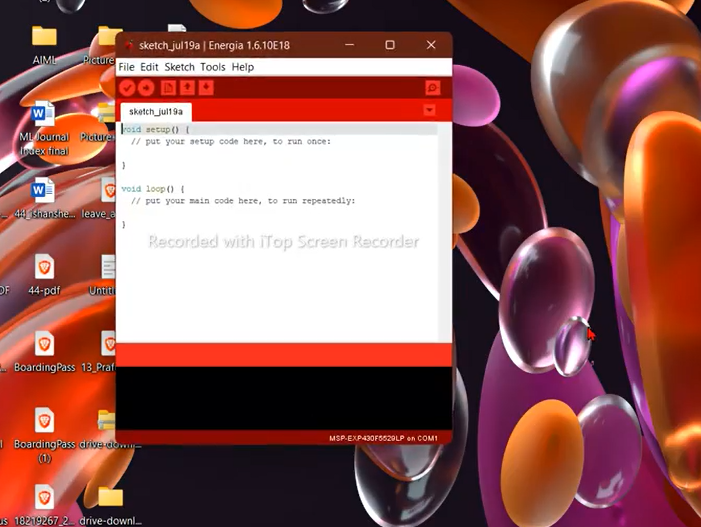 sketch_jul19a | Energia 1.6.10E18
File Edit Sketch Tools Help
sketch_jul19a
void setup() {
// put your setup code here, to run once:
}
void loop() {
// put your main code here, to run repeatedly:
}
Recorded with iTop Screen Recorder
MSP-EXP430F5529LP on COM1
AIML
Picture
ML Journal
Index final
Picture
44_ishanshe...
leave_a
44-pdf
Untit
BoardingPass
13_Praf
BoardingPass
(1)
drive-downl...
18219267_2...
drive-downl...